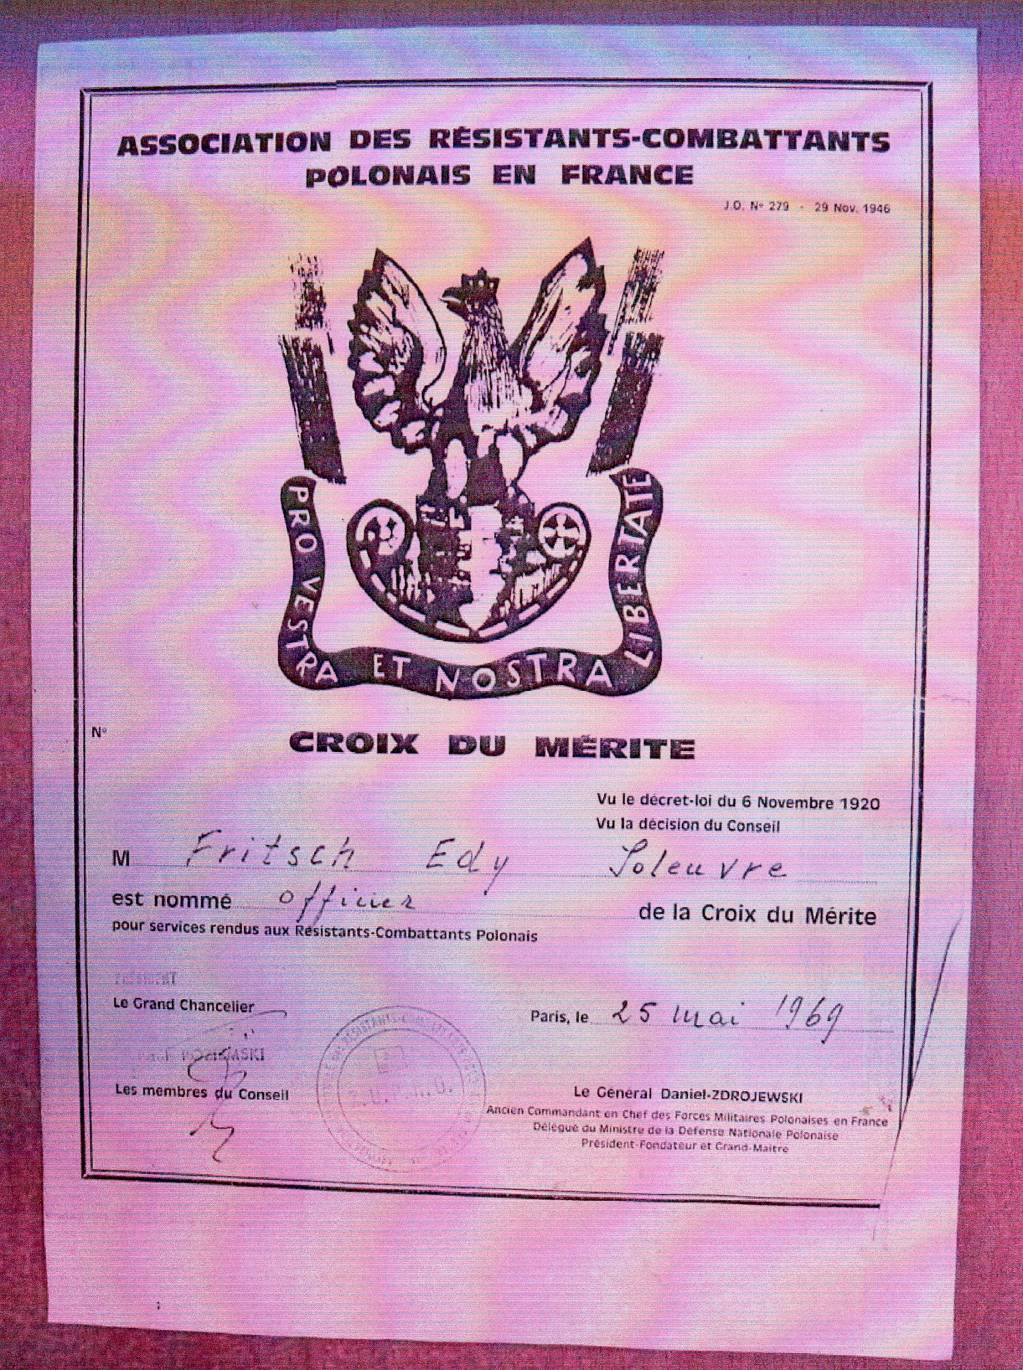 ASSOCIATION DES RÉSISTANTS-COMBATTANTS
POLONAIS EN FRANCE
J.O. Nº 279 - 29 Nov. 1946
PRO VESTRA ET NOSTRA LIBERTATE
Nº
CROIX DU MÉRITE
Vu le décret-loi du 6 Novembre 1920
Vu la décision du Conseil
M Fritsch Edy Soleuvre
est nommé officier de la Croix du Mérite
pour services rendus aux Résistants-Combattants Polonais
Le Grand Chancelier
Paris, le 25 mai 1969
Les membres du Conseil
Le Général Daniel-ZDROJEWSKI
Ancien Commandant en Chef des Forces Militaires Polonaises en France
Délégué du Ministre de la Défense Nationale Polonaise
Président-Fondateur et Grand-Maitre